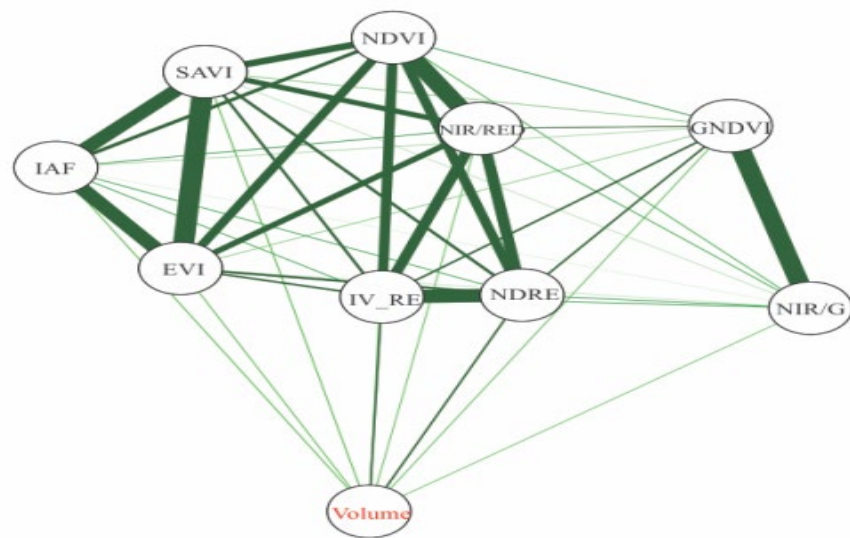 NDVI
SAVI
NIR/RED
GNDVI
IAF
EVI
IV_RE
NDRE
NIR/G
Volume